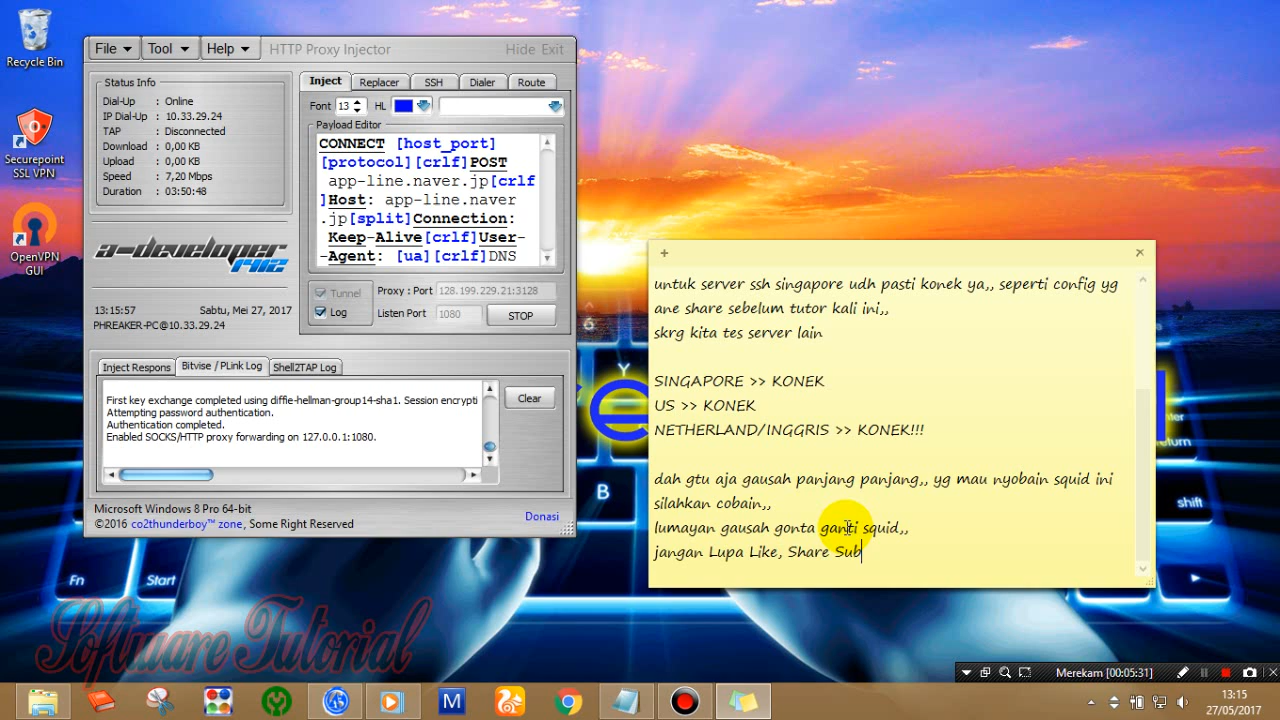 Recycle Bin
Securepoint
SSL VPN
OpenVPN
GUI
File Tool Help HTTP Proxy Injector Hide Exit
Status Info
Dial-Up : Online
IP Dial-Up : 10.33.29.24
TAP : Disconnected
Download : 0,00 KB
Upload : 0,00 KB
Speed : 7,20 Mbps
Duration : 03:50:48
a-developer
1412
13:15:57 Sabtu, Mei 27, 2017
PHREAKER-PC@10.33.29.24
Inject Replacer SSH Dialer Route
Font 13 HL
Payload Editor
CONNECT [host_port]
[protocol][crlf]POST
app-line.naver.jp[crlf
]Host: app-line.naver
.jp[split]Connection:
Keep-Alive[crlf]User-
-Agent: [ua][crlf]DNS
Tunnel Proxy : Port 128.199.229.21:3128
Log Listen Port 1080 STOP
Inject Respons Bitvise / PLink Log Shell2TAP Log
First key exchange completed using diffie-hellman-group14-sha1. Session encrypti
Attempting password authentication.
Authentication completed.
Enabled SOCKS/HTTP proxy forwarding on 127.0.0.1:1080.
Clear
Microsoft Windows 8 Pro 64-bit
©2016 co2thunderboy™ zone, Some Right Reserved
Donasi
+ ×
untuk server ssh singapore udh pasti konek ya,, seperti config yg
ane share sebelum tutor kali ini,,
skrg kita tes server lain
SINGAPORE >> KONEK
US >> KONEK
NETHERLAND/INGGRIS >> KONEK!!!
dah gtu aja gausah panjang panjang,, yg mau nyobain squid ini
silahkan cobain,,
lumayan gausah gonta ganti squid,,
jangan Lupa Like, Share Sub
6
Y
B
return
shift
Fn
Start
Software Tutorial
Merekam [00:05:31]
M
13:15
27/05/2017